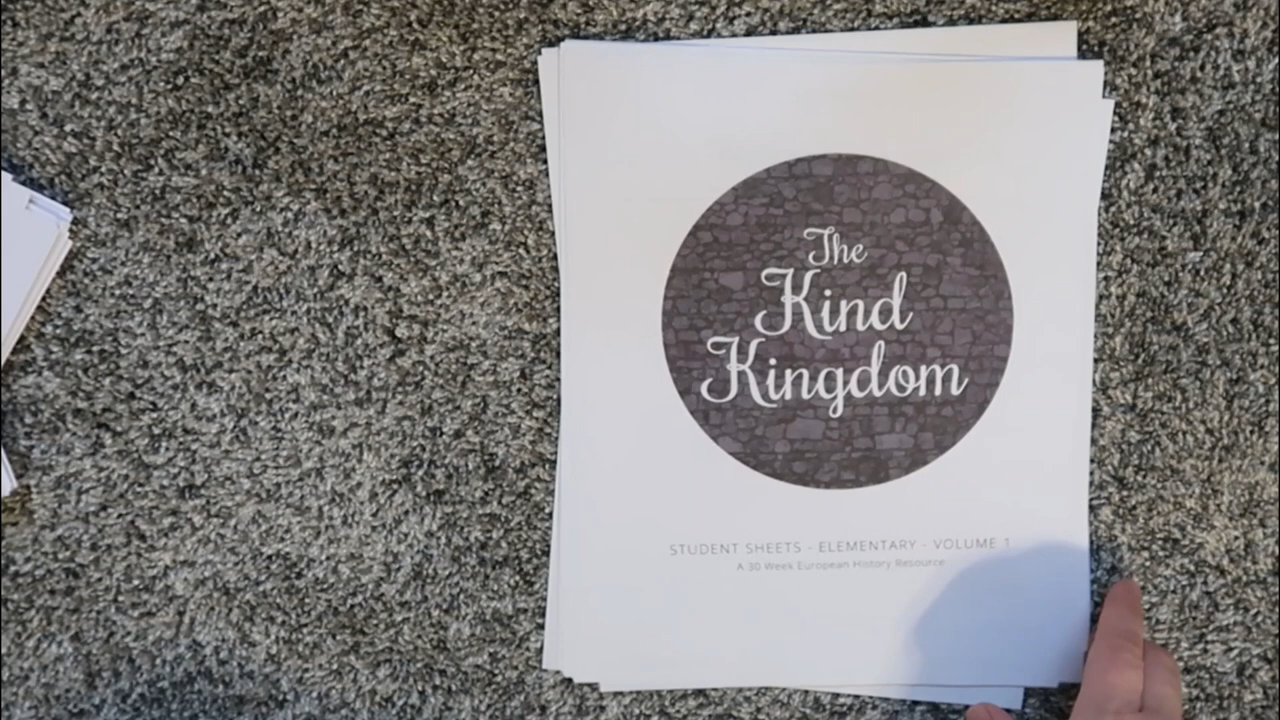 The
Kind
Kingdom
STUDENT SHEETS - ELEMENTARY - VOLUME 1
A 30 Week European History Resource